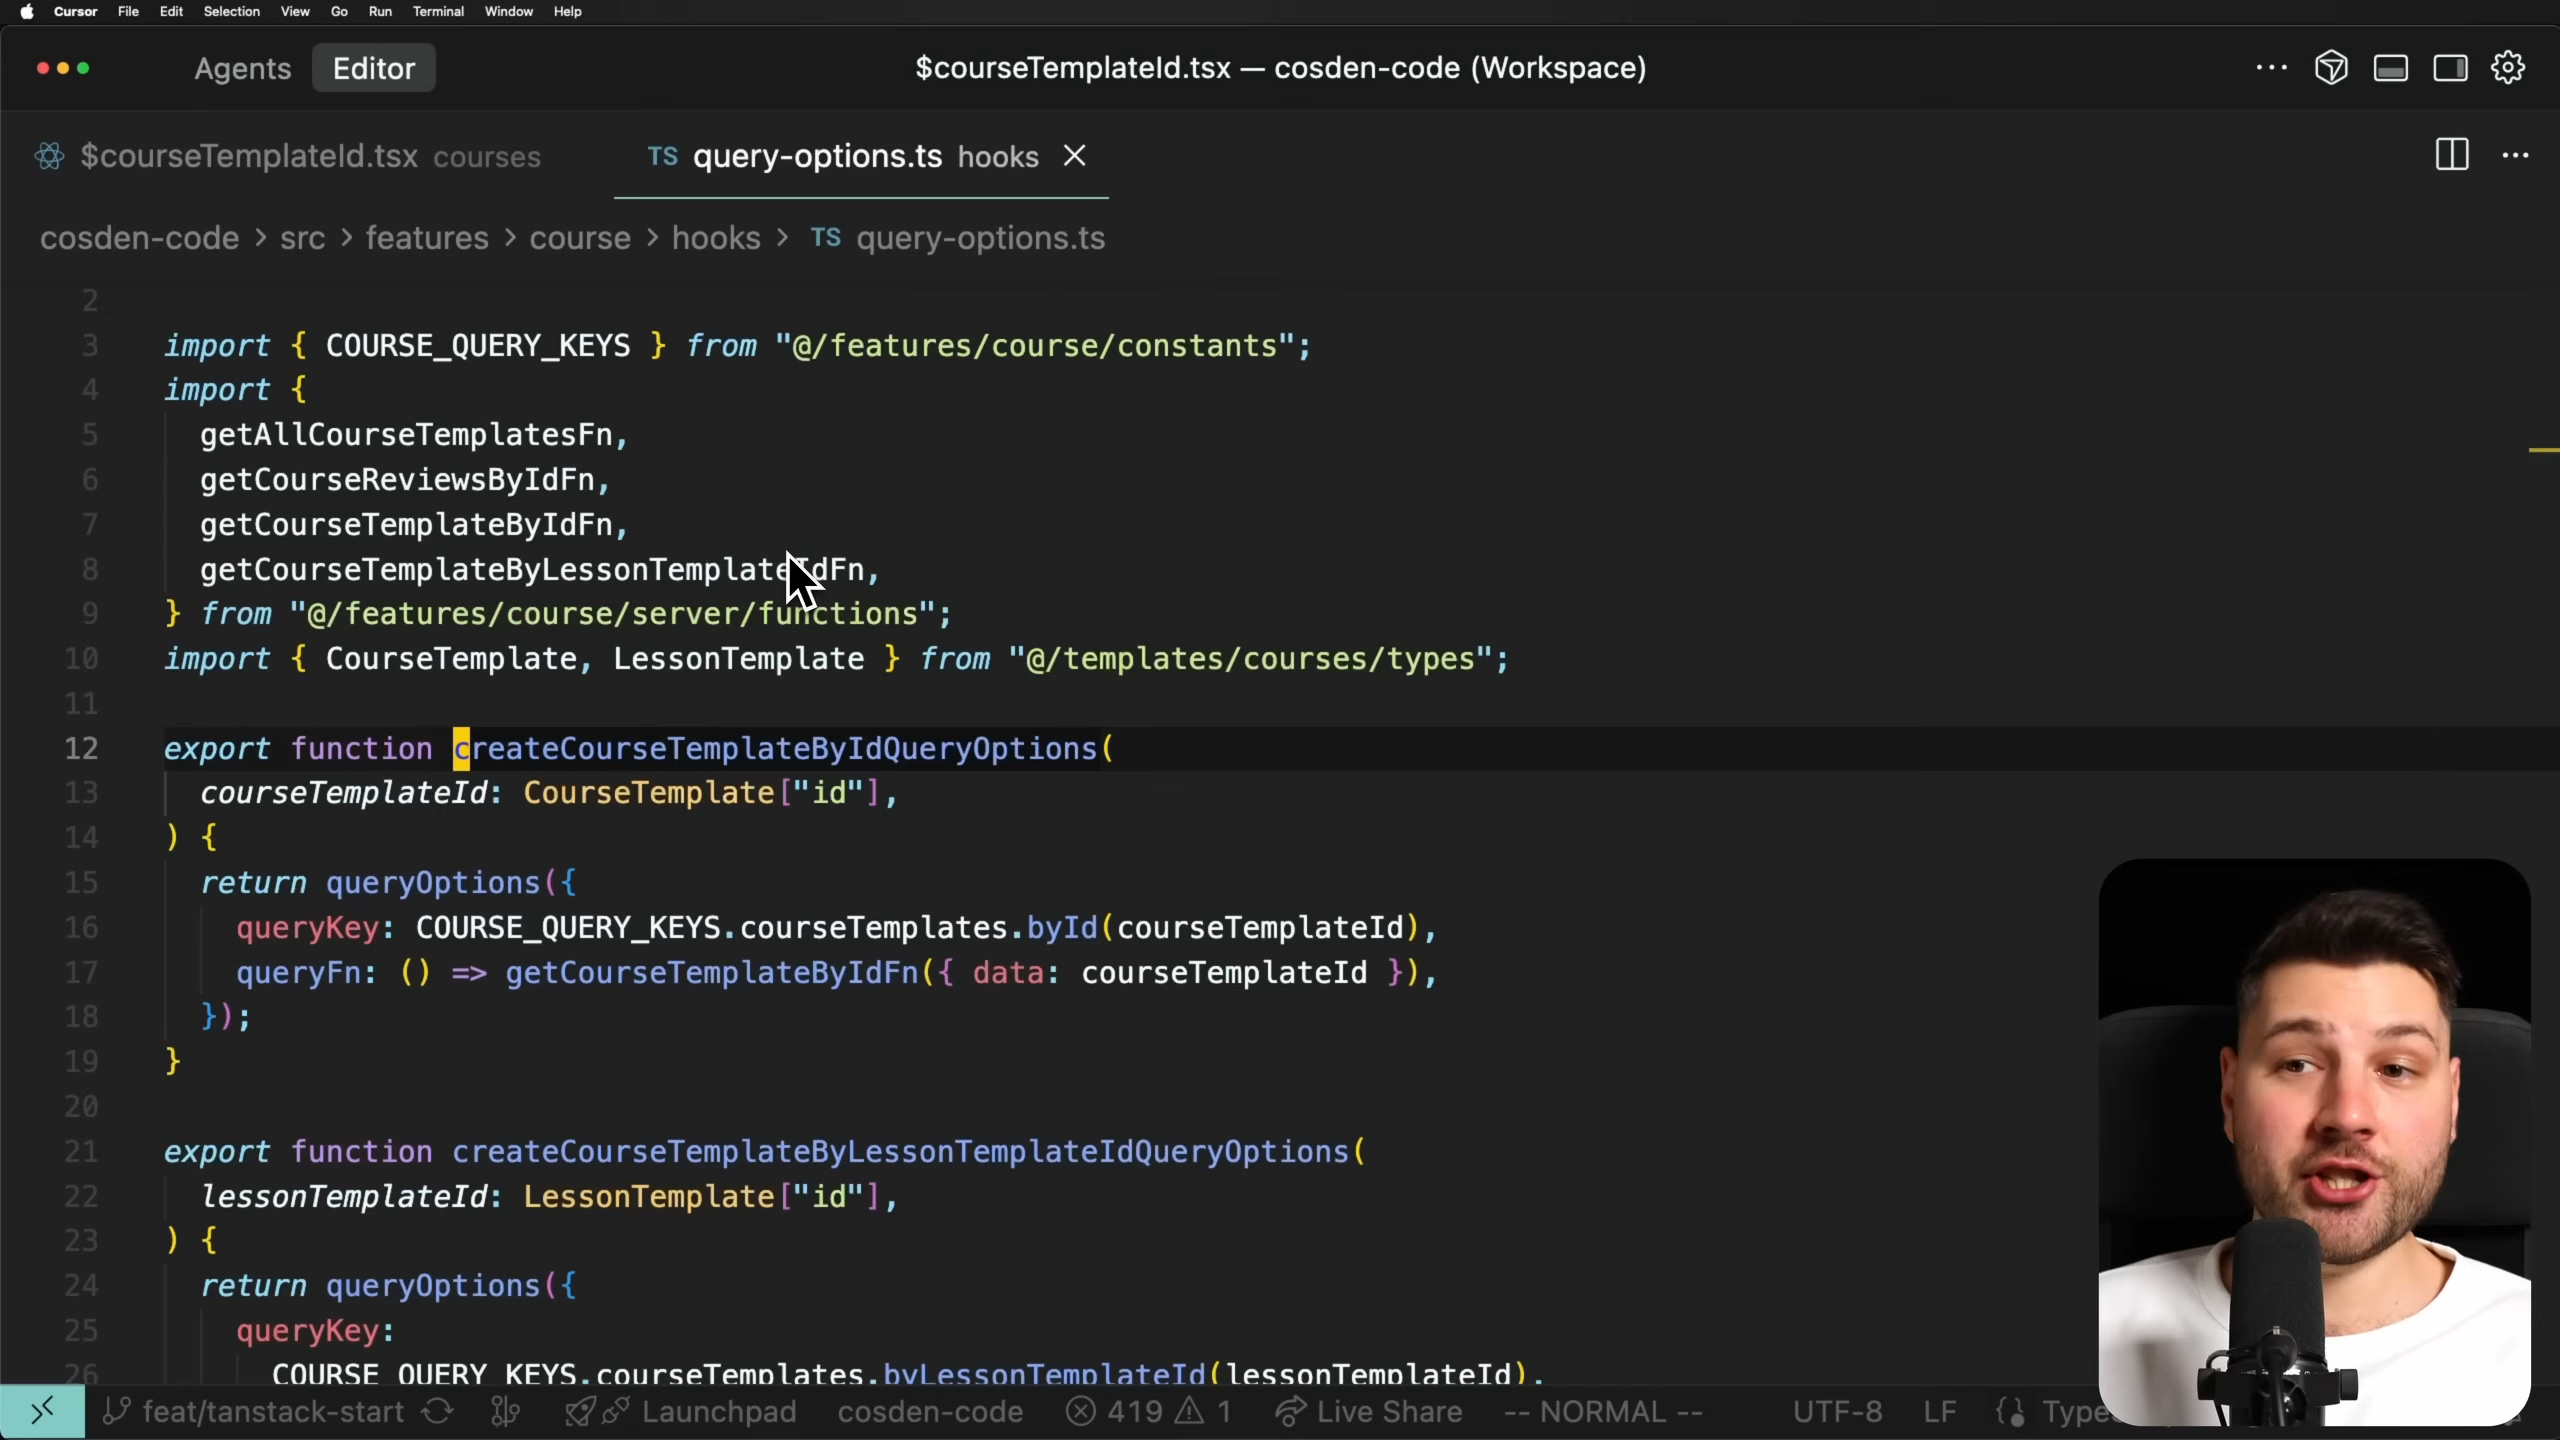 Cursor File Edit Selection View Go Run Terminal Window Help
Agents Editor $courseTemplateId.tsx — cosden-code (Workspace)
$courseTemplateId.tsx courses TS query-options.ts hooks
cosden-code > src > features > course > hooks > TS query-options.ts
2
3 import { COURSE_QUERY_KEYS } from "@/features/course/constants";
4 import {
5 getAllCourseTemplatesFn,
6 getCourseReviewsByIdFn,
7 getCourseTemplateByIdFn,
8 getCourseTemplateByLessonTemplateIdFn,
9 } from "@/features/course/server/functions";
10 import { CourseTemplate, LessonTemplate } from "@/templates/courses/types";
11
12 export function createCourseTemplateByIdQueryOptions(
13 courseTemplateId: CourseTemplate["id"],
14 ) {
15 return queryOptions({
16 queryKey: COURSE_QUERY_KEYS.courseTemplates.byId(courseTemplateId),
17 queryFn: () => getCourseTemplateByIdFn({ data: courseTemplateId }),
18 });
19 }
20
21 export function createCourseTemplateByLessonTemplateIdQueryOptions(
22 lessonTemplateId: LessonTemplate["id"],
23 ) {
24 return queryOptions({
25 queryKey:
26 COURSE_QUERY_KEYS.courseTemplates.byLessonTemplateId(lessonTemplateId),
feat/tanstack-start Launchpad cosden-code 419 1 Live Share -- NORMAL -- UTF-8 LF {} Types